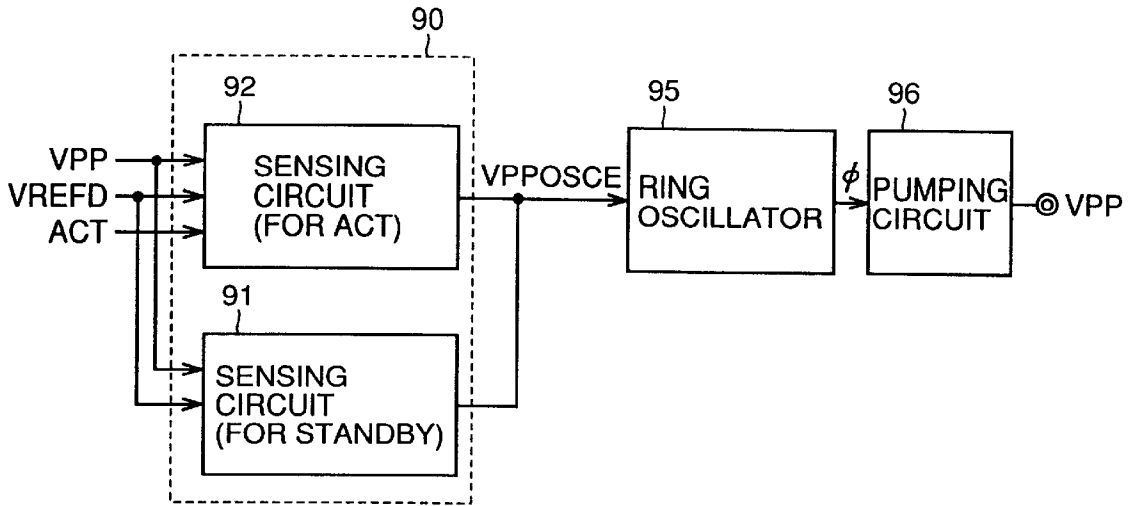 90
92
95
96
VPP
VREFD
ACT
SENSING
CIRCUIT
(FOR ACT)
VPPOSCE
RING
OSCILLATOR
ϕ
PUMPING
CIRCUIT
VPP
91
SENSING
CIRCUIT
(FOR STANDBY)